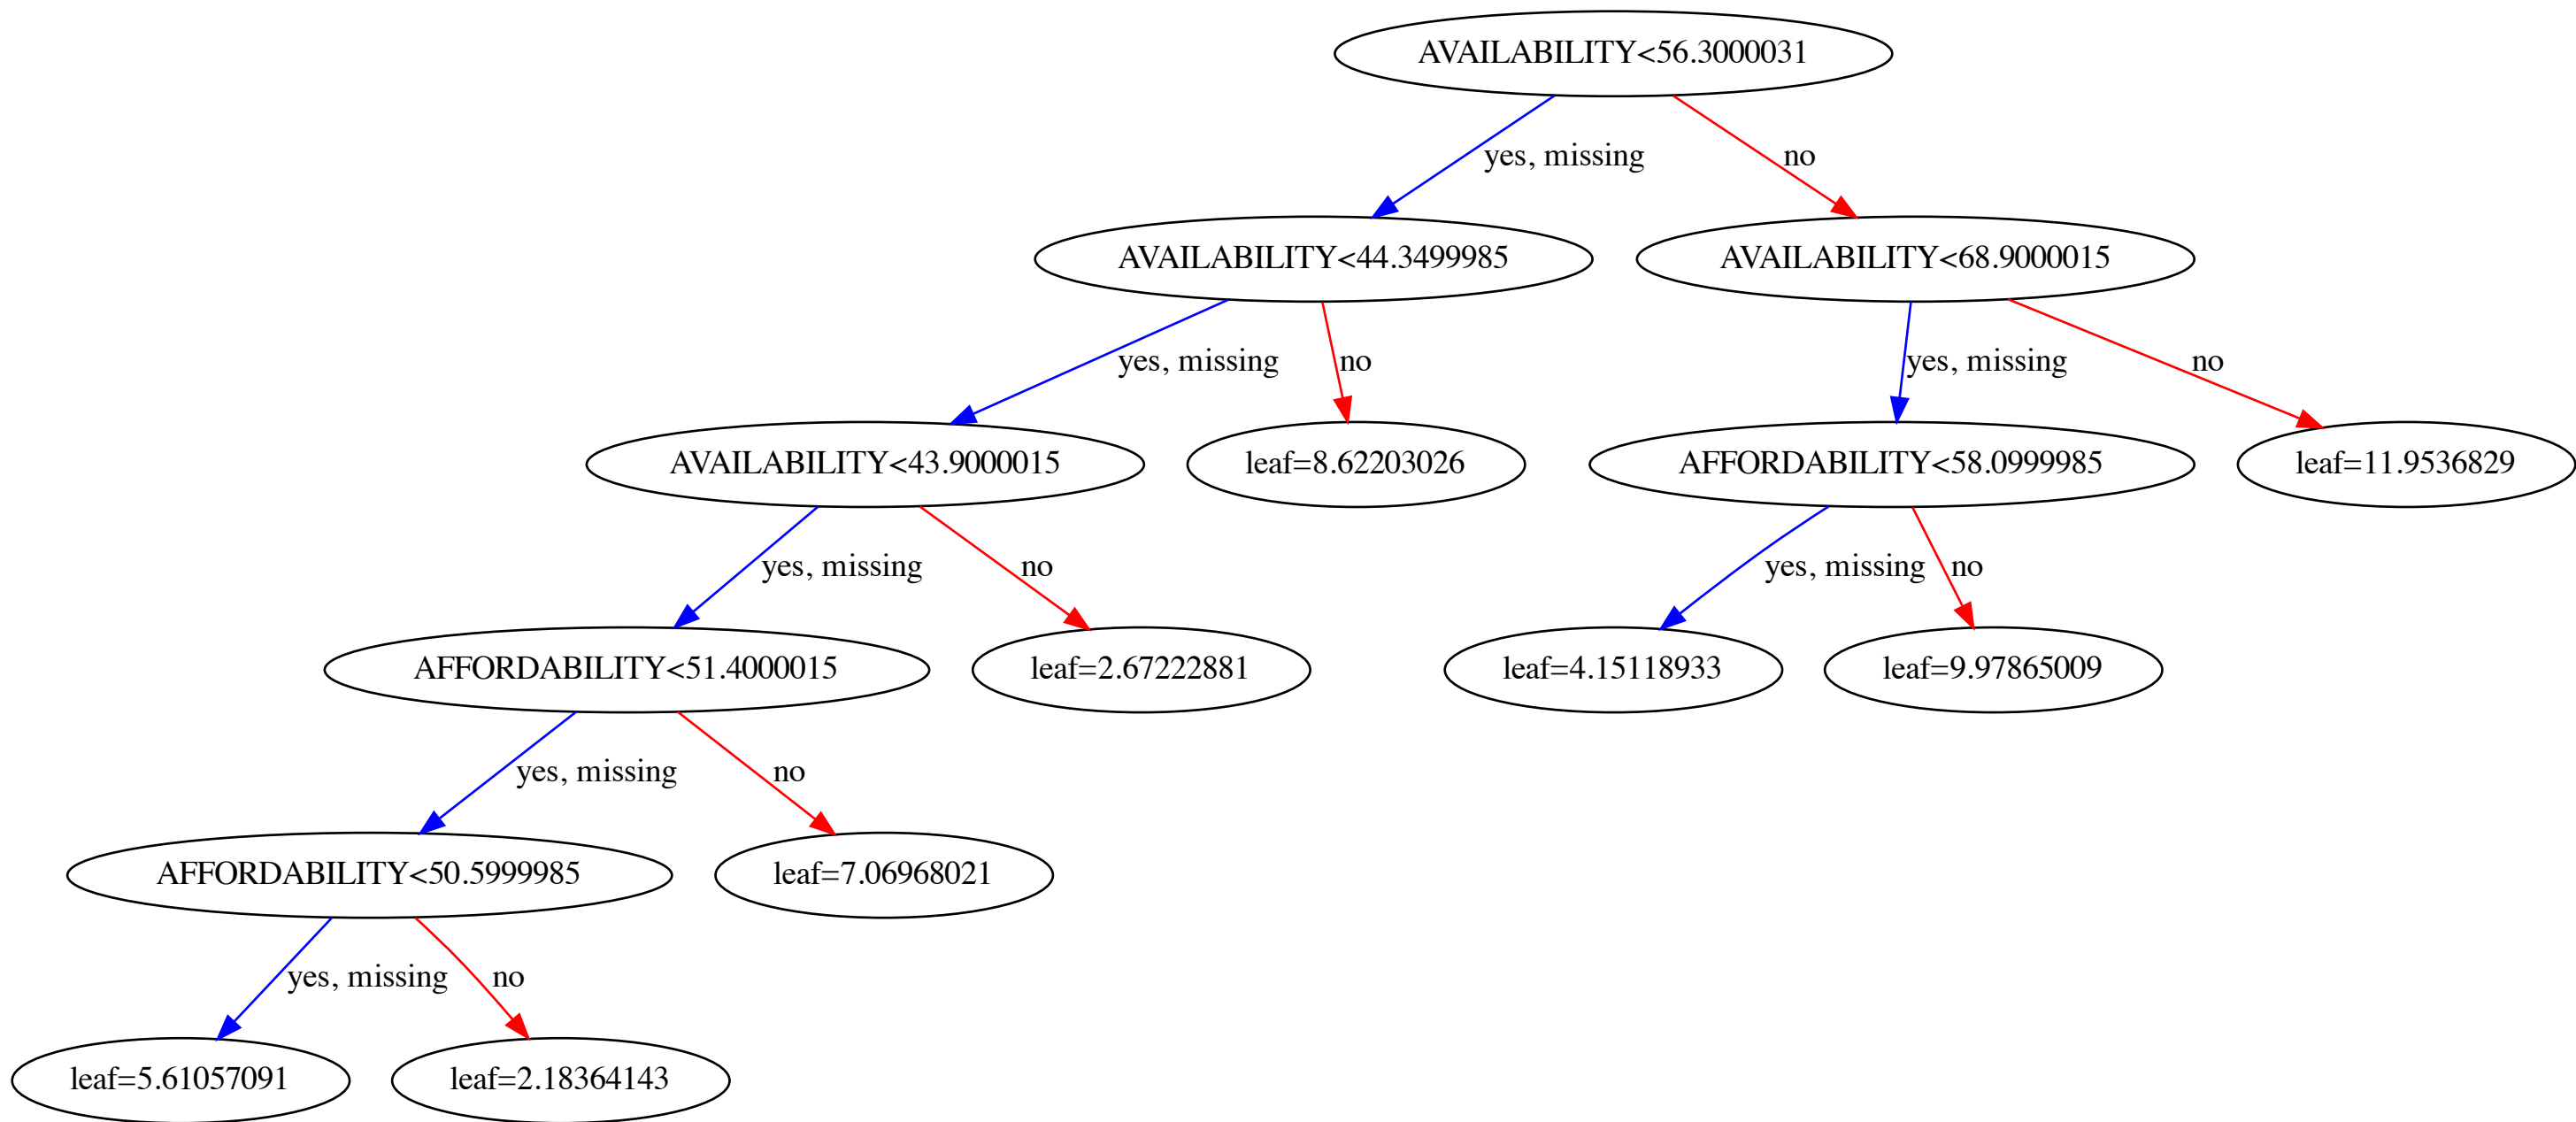 AVAILABILITY<56.3000031
yes, missing
no
AVAILABILITY<44.3499985
AVAILABILITY<68.9000015
yes, missing
no
yes, missing
no
AVAILABILITY<43.9000015
leaf=8.62203026
AFFORDABILITY<58.0999985
leaf=11.9536829
yes, missing
no
yes, missing
no
AFFORDABILITY<51.4000015
leaf=2.67222881
leaf=4.15118933
leaf=9.97865009
yes, missing
no
AFFORDABILITY<50.5999985
leaf=7.06968021
yes, missing
no
leaf=5.61057091
leaf=2.18364143